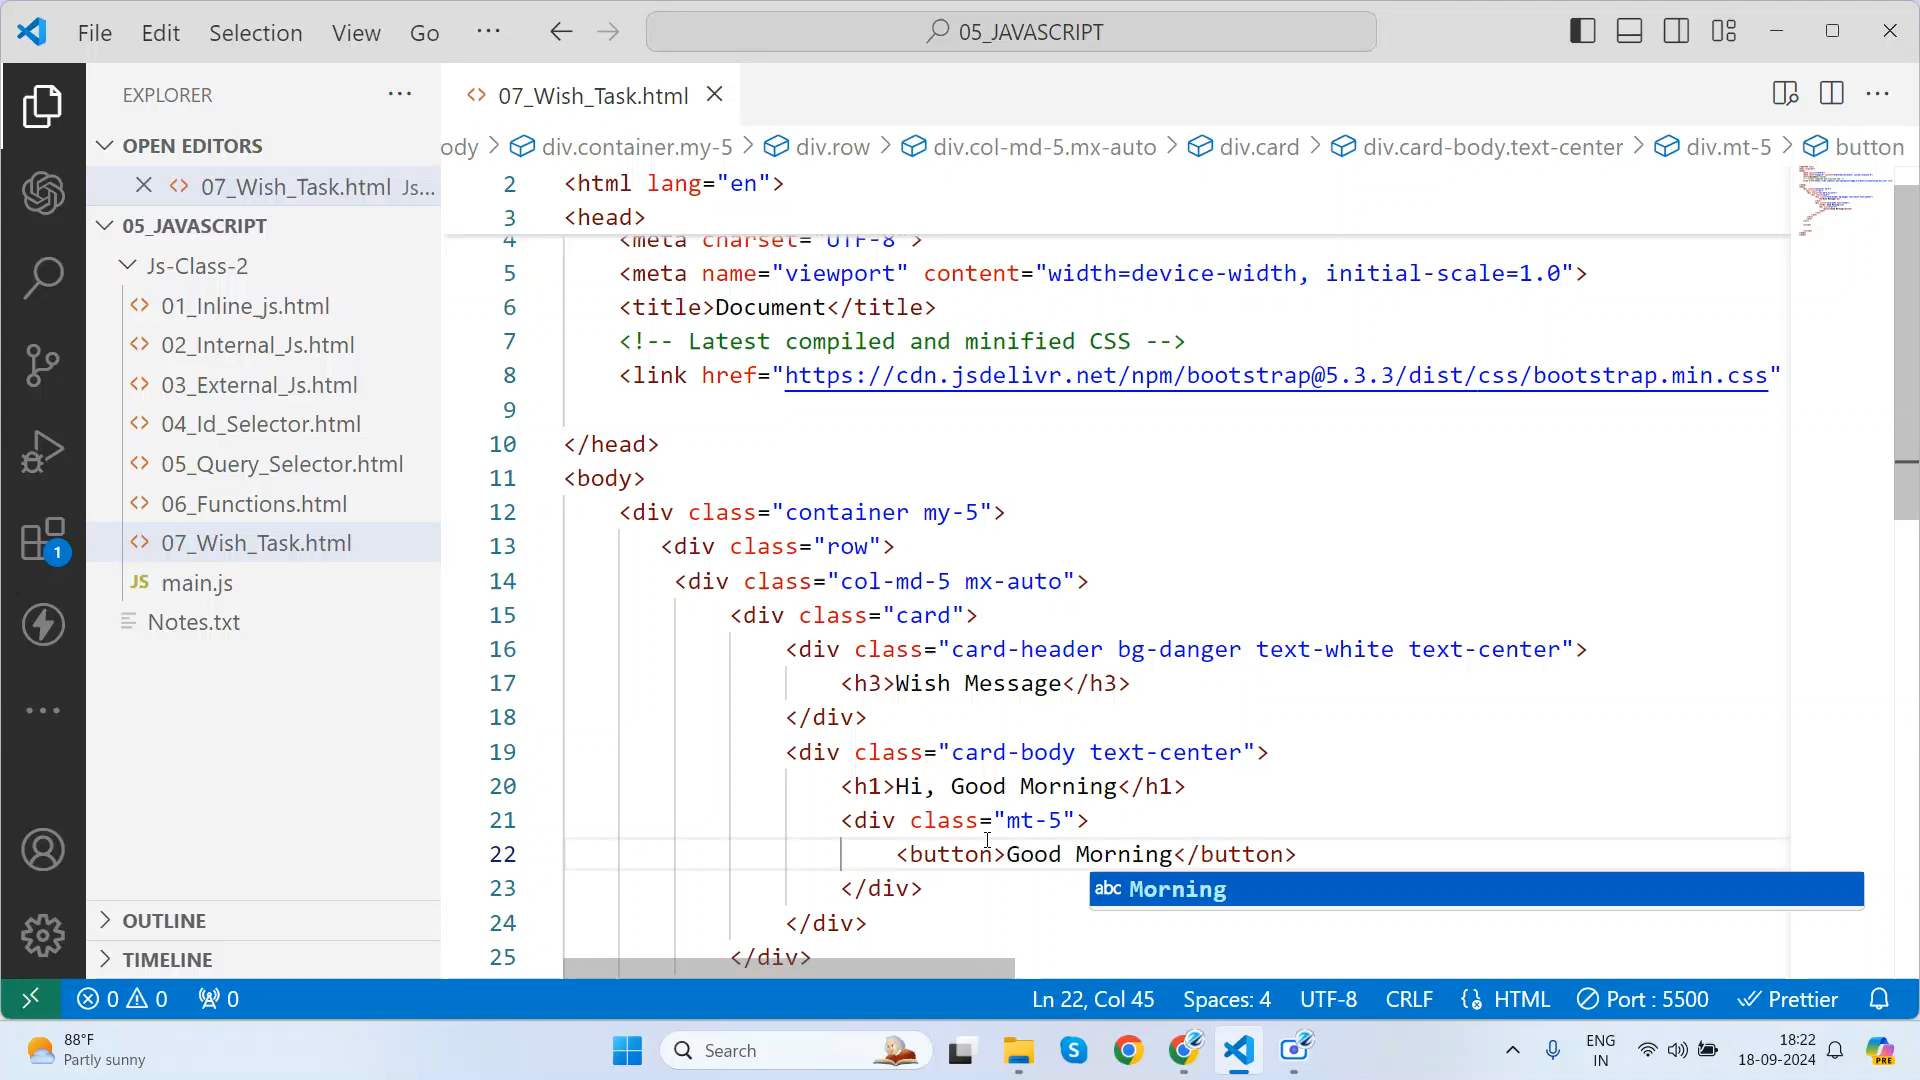 File Edit Selection View Go ··· 05_JAVASCRIPT
EXPLORER ···
07_Wish_Task.html
OPEN EDITORS
07_Wish_Task.html Js...
05_JAVASCRIPT
Js-Class-2
01_Inline_js.html
02_Internal_Js.html
03_External_Js.html
04_Id_Selector.html
05_Query_Selector.html
06_Functions.html
07_Wish_Task.html
JS main.js
Notes.txt
OUTLINE
TIMELINE
1
ody > div.container.my-5 > div.row > div.col-md-5.mx-auto > div.card > div.card-body.text-center > div.mt-5 > button
2 <html lang="en">
3 <head>
4 <meta charset="UTF-8">
5 <meta name="viewport" content="width=device-width, initial-scale=1.0">
6 <title>Document</title>
7 <!-- Latest compiled and minified CSS -->
8 <link href="https://cdn.jsdelivr.net/npm/bootstrap@5.3.3/dist/css/bootstrap.min.css"
9
10 </head>
11 <body>
12 <div class="container my-5">
13 <div class="row">
14 <div class="col-md-5 mx-auto">
15 <div class="card">
16 <div class="card-header bg-danger text-white text-center">
17 <h3>Wish Message</h3>
18 </div>
19 <div class="card-body text-center">
20 <h1>Hi, Good Morning</h1>
21 <div class="mt-5">
22 <button>Good Morning</button>
23 </div>
abc Morning
24 </div>
25 </div>
0 0 0 Ln 22, Col 45 Spaces: 4 UTF-8 CRLF HTML Port : 5500 Prettier
88°F
Partly sunny
Search
ENG
IN
18:22
18-09-2024
PRE